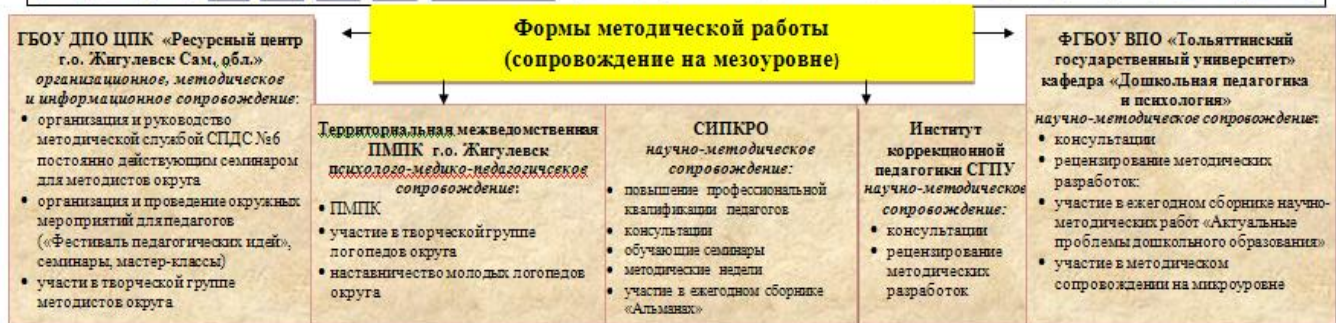 Формы методической работы
(сопровождение на мезоуровне)
ГБОУ ДПО ЦПК «Ресурсный центр
г.о. Жигулевск Сам, обл.»
организационное, методическое
и информационное сопровождение:
• организация и руководство
методической службой СПДС №6
постоянно действующим семинаром
для методистов округа
• организация и проведение окружных
мероприятий для педагогов
(«Фестиваль педагогических идей»,
семинары, мастер-классы)
• участи в творческой группе
методистов округа
Территориальная межведомственная
ПМПК г.о. Жигулевск
психолого-медико-педагогичсекое
сопровождение:
• ПМПК
• участие в творческой группе
логопедов округа
• наставничество молодых логопедов
округа
СИПКРО
научно-методическое
сопровождение:
• повышение профессиональной
квалификации педагогов
• консультации
• обучающие семинары
• методические недели
• участие в ежегодном сборнике
«Альманах»
Институт
коррекционной
педагогики СГПУ
научно-методическое
сопровождение:
• консультации
• рецензирование
методических
разработок
ФГБОУ ВПО «Тольяттинский
государственный университет»
кафедра «Дошкольная педагогика
и психология»
научно-методическое сопровождение:
• консультации
• рецензирование методических
разработок:
• участие в ежегодном сборнике научно-
методических работ «Актуальные
проблемы дошкольного образования»
• участие в методическом
сопровождении на микроуровне